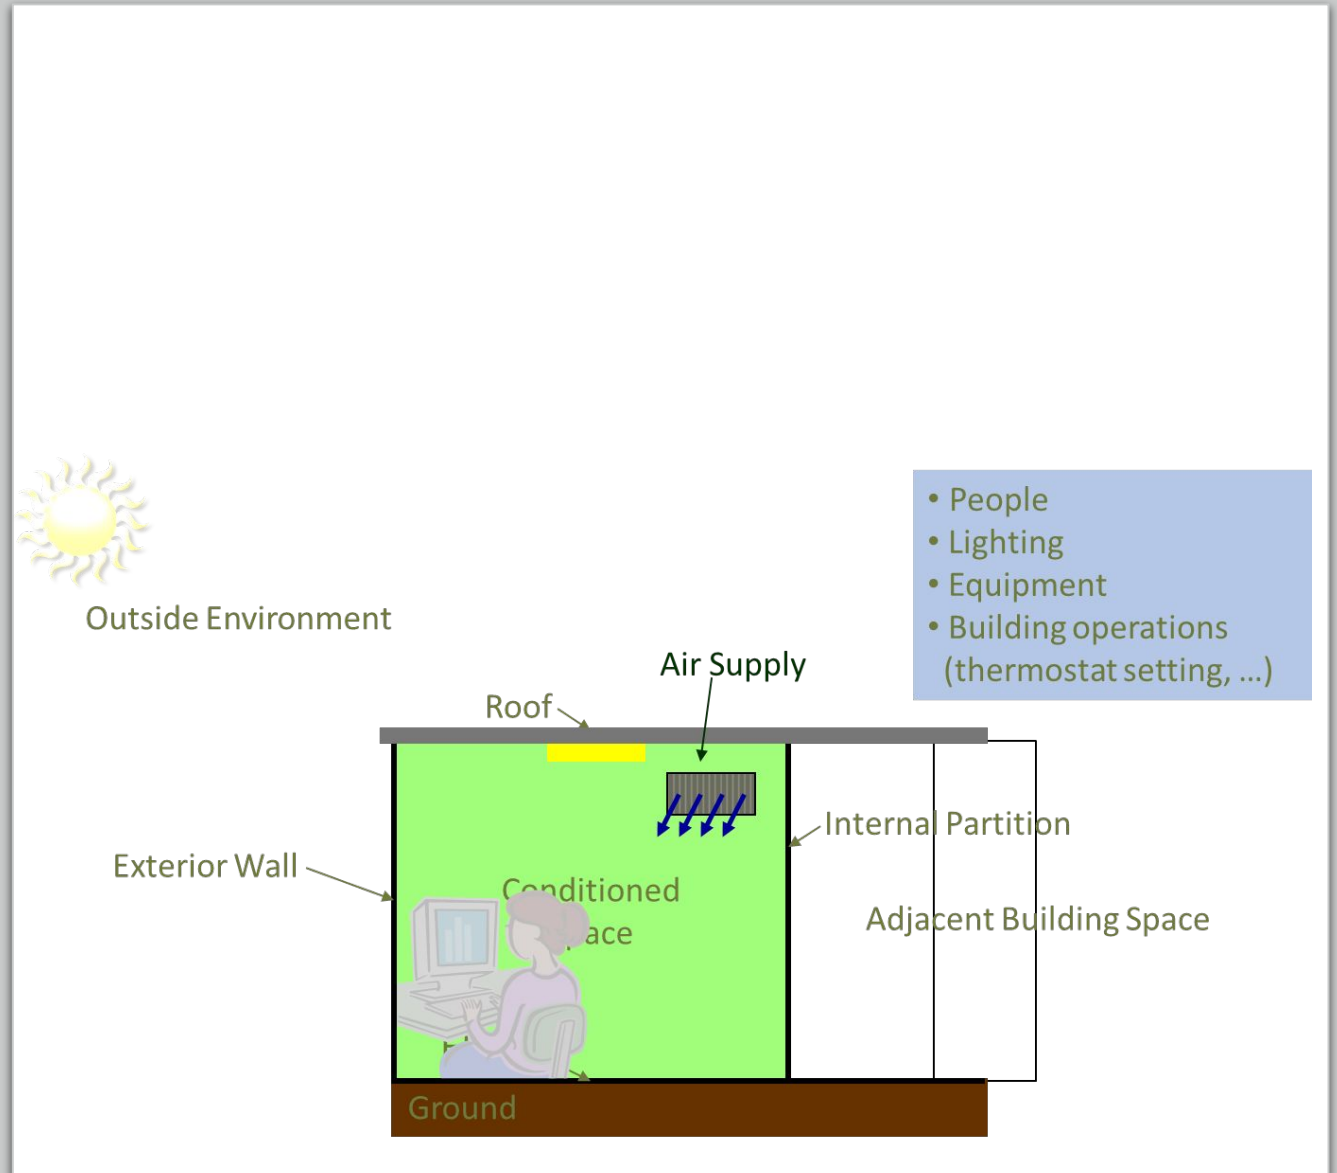 • People
• Lighting
• Equipment
• Building operations
(thermostat setting, ...)
Outside Environment
Air Supply
Roof
Internal Partition
Exterior Wall
Conditioned
Adjacent Building Space
Ground